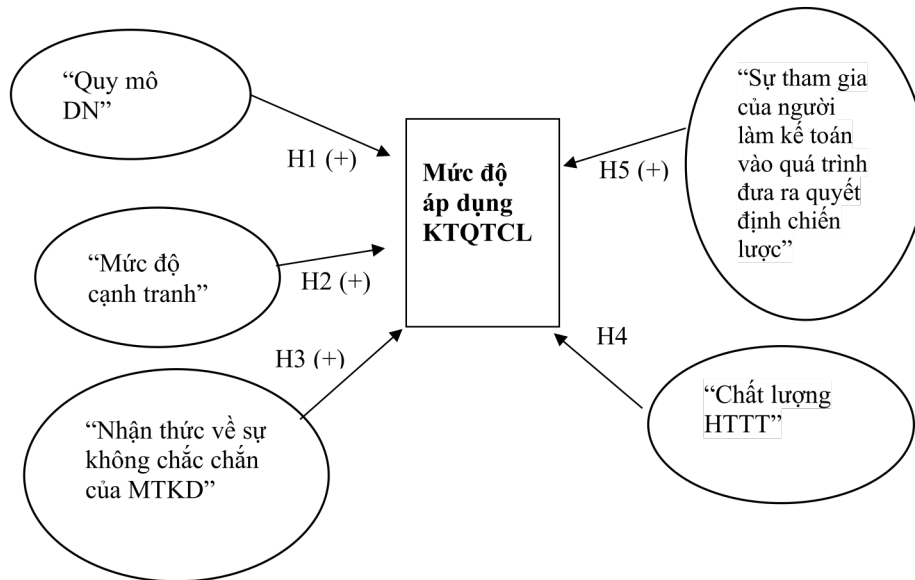 “Quy mô
DN”
H1 (+)
“Mức độ
cạnh tranh”
H2 (+)
H3 (+)
“Nhận thức về sự
không chắc chắn
của MTKD”
Mức độ
áp dụng
KTQTCL
“Sự tham gia
của người
làm kế toán
vào quá trình
đưa ra quyết
định chiến
lược”
H5 (+)
H4
“Chất lượng
HTTT”